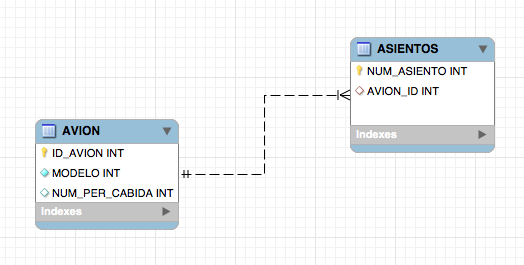 ASIENTOS
NUM_ASIENTO INT
AVION_ID INT
Indexes
AVION
ID_AVION INT
MODELO INT
NUM_PER_CABIDA INT
Indexes